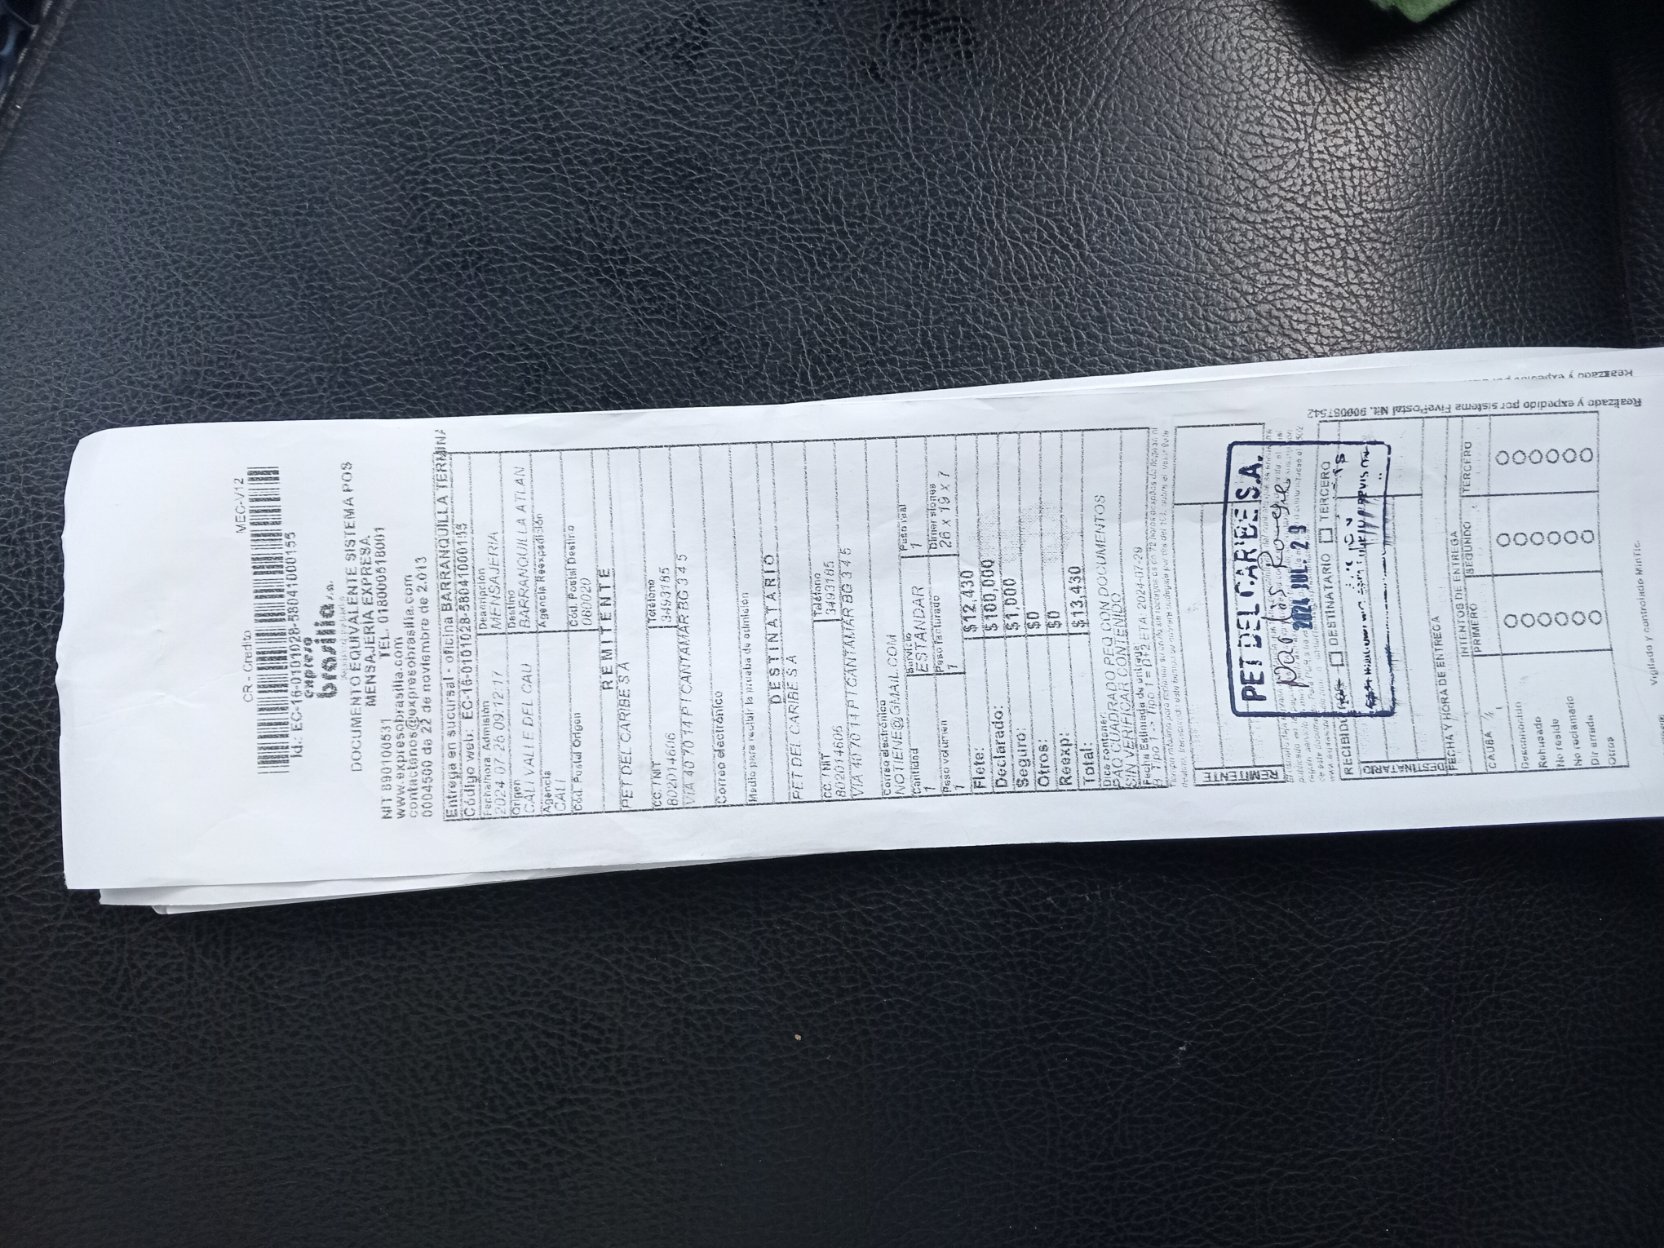 CR - Credito
MEC-V12
Id.: EC-16-0101028-58041000155
expreso
brasilia s.a.
DOCUMENTO EQUIVALENTE SISTEMA POS
MENSAJERIA EXPRESA
NIT 890100531 TEL. 018000518001
www.expresobrasilia.com
contactanos@expresobrasilia.com
0004500 de 22 de noviembre de 2.013
Entrega en sucursal - oficina BARRANQUILLA TERMINA
Código web: EC-16-0101028-58041000155
Fecha/hora Admisión
Descripción
2024-07-26 09:12:17
MENSAJERIA
Origen
Destino
CALI VALLE DEL CAU
BARRANQUILLA ATLAN
Agencia
Agencia Reexpedición
CALI
Cód. Postal Origen
Cód. Postal Destino
080020
REMITENTE
PET DEL CARIBE S A
CC / NIT
Teléfono
802014606
3493185
VIA 40 70 14 PT CANTAMAR BG 3 4 5
Correo electrónico
Medio para recibir la prueba de admisión
DESTINATARIO
PET DEL CARIBE S A
CC / NIT
Teléfono
802014606
3493185
VIA 40 70 14 PT CANTAMAR BG 3 4 5
Correo electrónico
NOTIENE@GMAIL.COM
Cantidad
Servicio
Peso real
1
ESTANDAR
1
Peso volumen
Peso facturado
Dimensiones
1
1
26 x 19 x 7
Flete: $12,430
Declarado: $100,000
Seguro: $1,000
Otros: $0
Reexp: $0
Total: $13,430
Dice contener:
PAQ CUADRADO PEQ CON DOCUMENTOS
SIN VERIFICAR CONTENIDO
Fecha Estimada de entrega
2024-07-29
REMITENTE
PET DEL CARIBE S.A.
2024 JUL. 23
RECIBIDO
DESTINATARIO
TERCERO
DESTINATARIO
FECHA Y HORA DE ENTREGA
INTENTOS DE ENTREGA
PRIMERO
SEGUNDO
TERCERO
CAUSA
Desconocido
Rehusado
No reside
No reclamado
Dir errada
Otros
Realizado y expedido por sistema FivePostal Nit. 900087542
Vigilado y controlado MinTic.